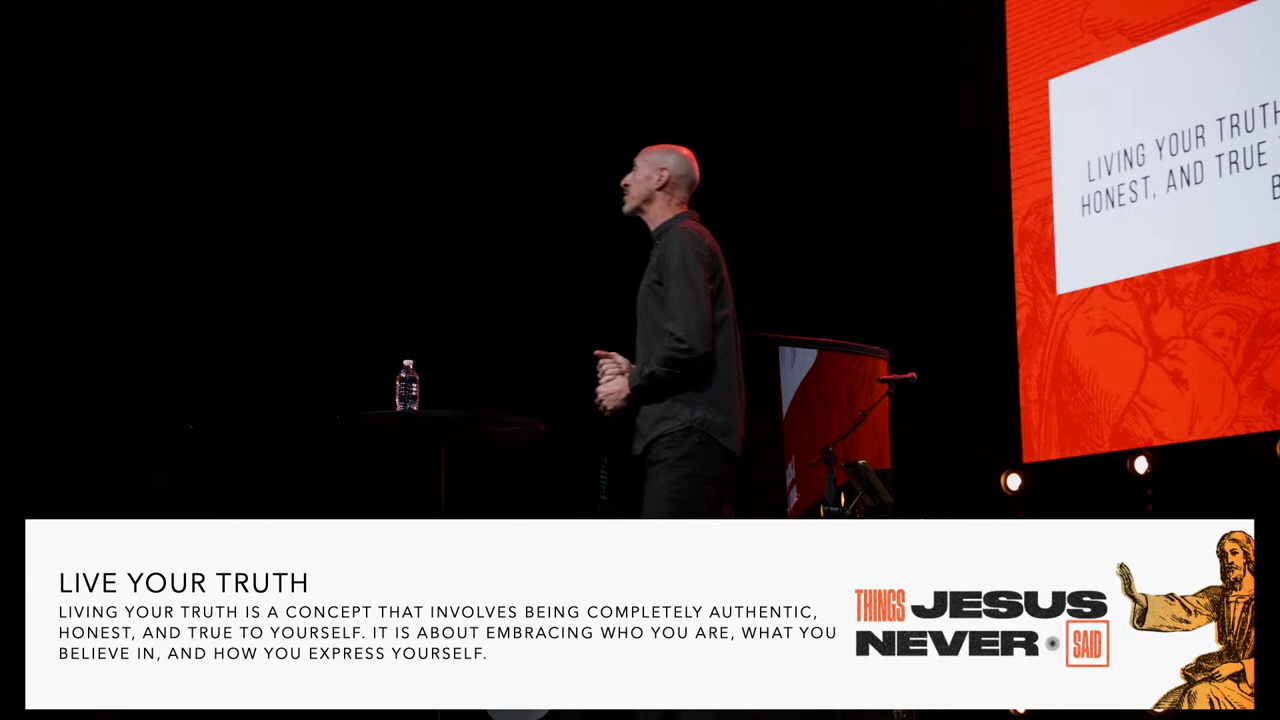 LIVING YOUR TRUTH
HONEST, AND TRUE
B
LIVE YOUR TRUTH
LIVING YOUR TRUTH IS A CONCEPT THAT INVOLVES BEING COMPLETELY AUTHENTIC,
HONEST, AND TRUE TO YOURSELF. IT IS ABOUT EMBRACING WHO YOU ARE, WHAT YOU
BELIEVE IN, AND HOW YOU EXPRESS YOURSELF.
THINGS JESUS
NEVER SAID